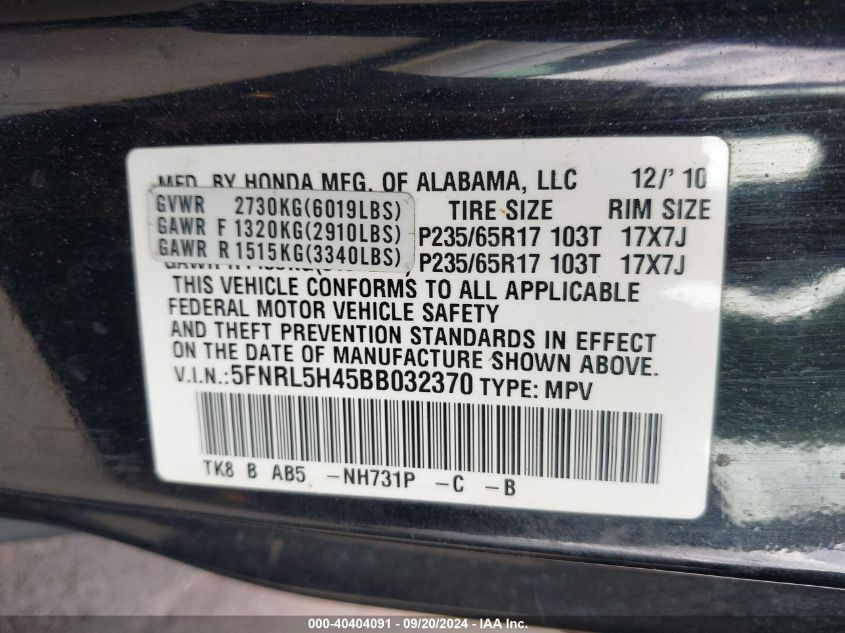 MFD. BY HONDA MFG. OF ALABAMA, LLC 12/'10
GVWR 2730KG(6019LBS) TIRE SIZE RIM SIZE
GAWR F 1320KG(2910LBS) P235/65R17 103T 17X7J
GAWR R 1515KG(3340LBS) P235/65R17 103T 17X7J
THIS VEHICLE CONFORMS TO ALL APPLICABLE
FEDERAL MOTOR VEHICLE SAFETY
AND THEFT PREVENTION STANDARDS IN EFFECT
ON THE DATE OF MANUFACTURE SHOWN ABOVE.
V.I.N.:5FNRL5H45BB032370 TYPE: MPV
TK8 B AB5 -NH731P -C -B
000-40404091 - 09/20/2024 - IAA Inc.